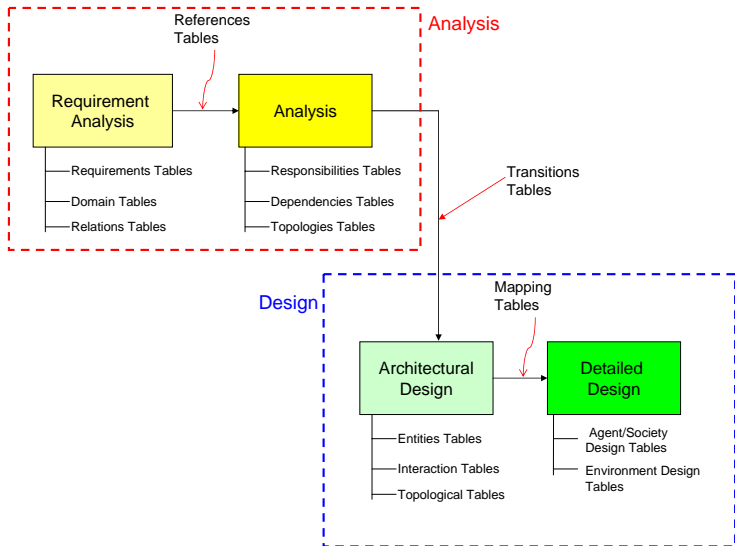 References
Tables
Analysis
Requirement
Analysis
Analysis
Requirements Tables
Domain Tables
Relations Tables
Responsibilities Tables
Dependencies Tables
Topologies Tables
Transitions
Tables
Design
Mapping
Tables
Architectural
Design
Detailed
Design
Entities Tables
Interaction Tables
Topological Tables
Agent/Society
Design Tables
Environment Design
Tables